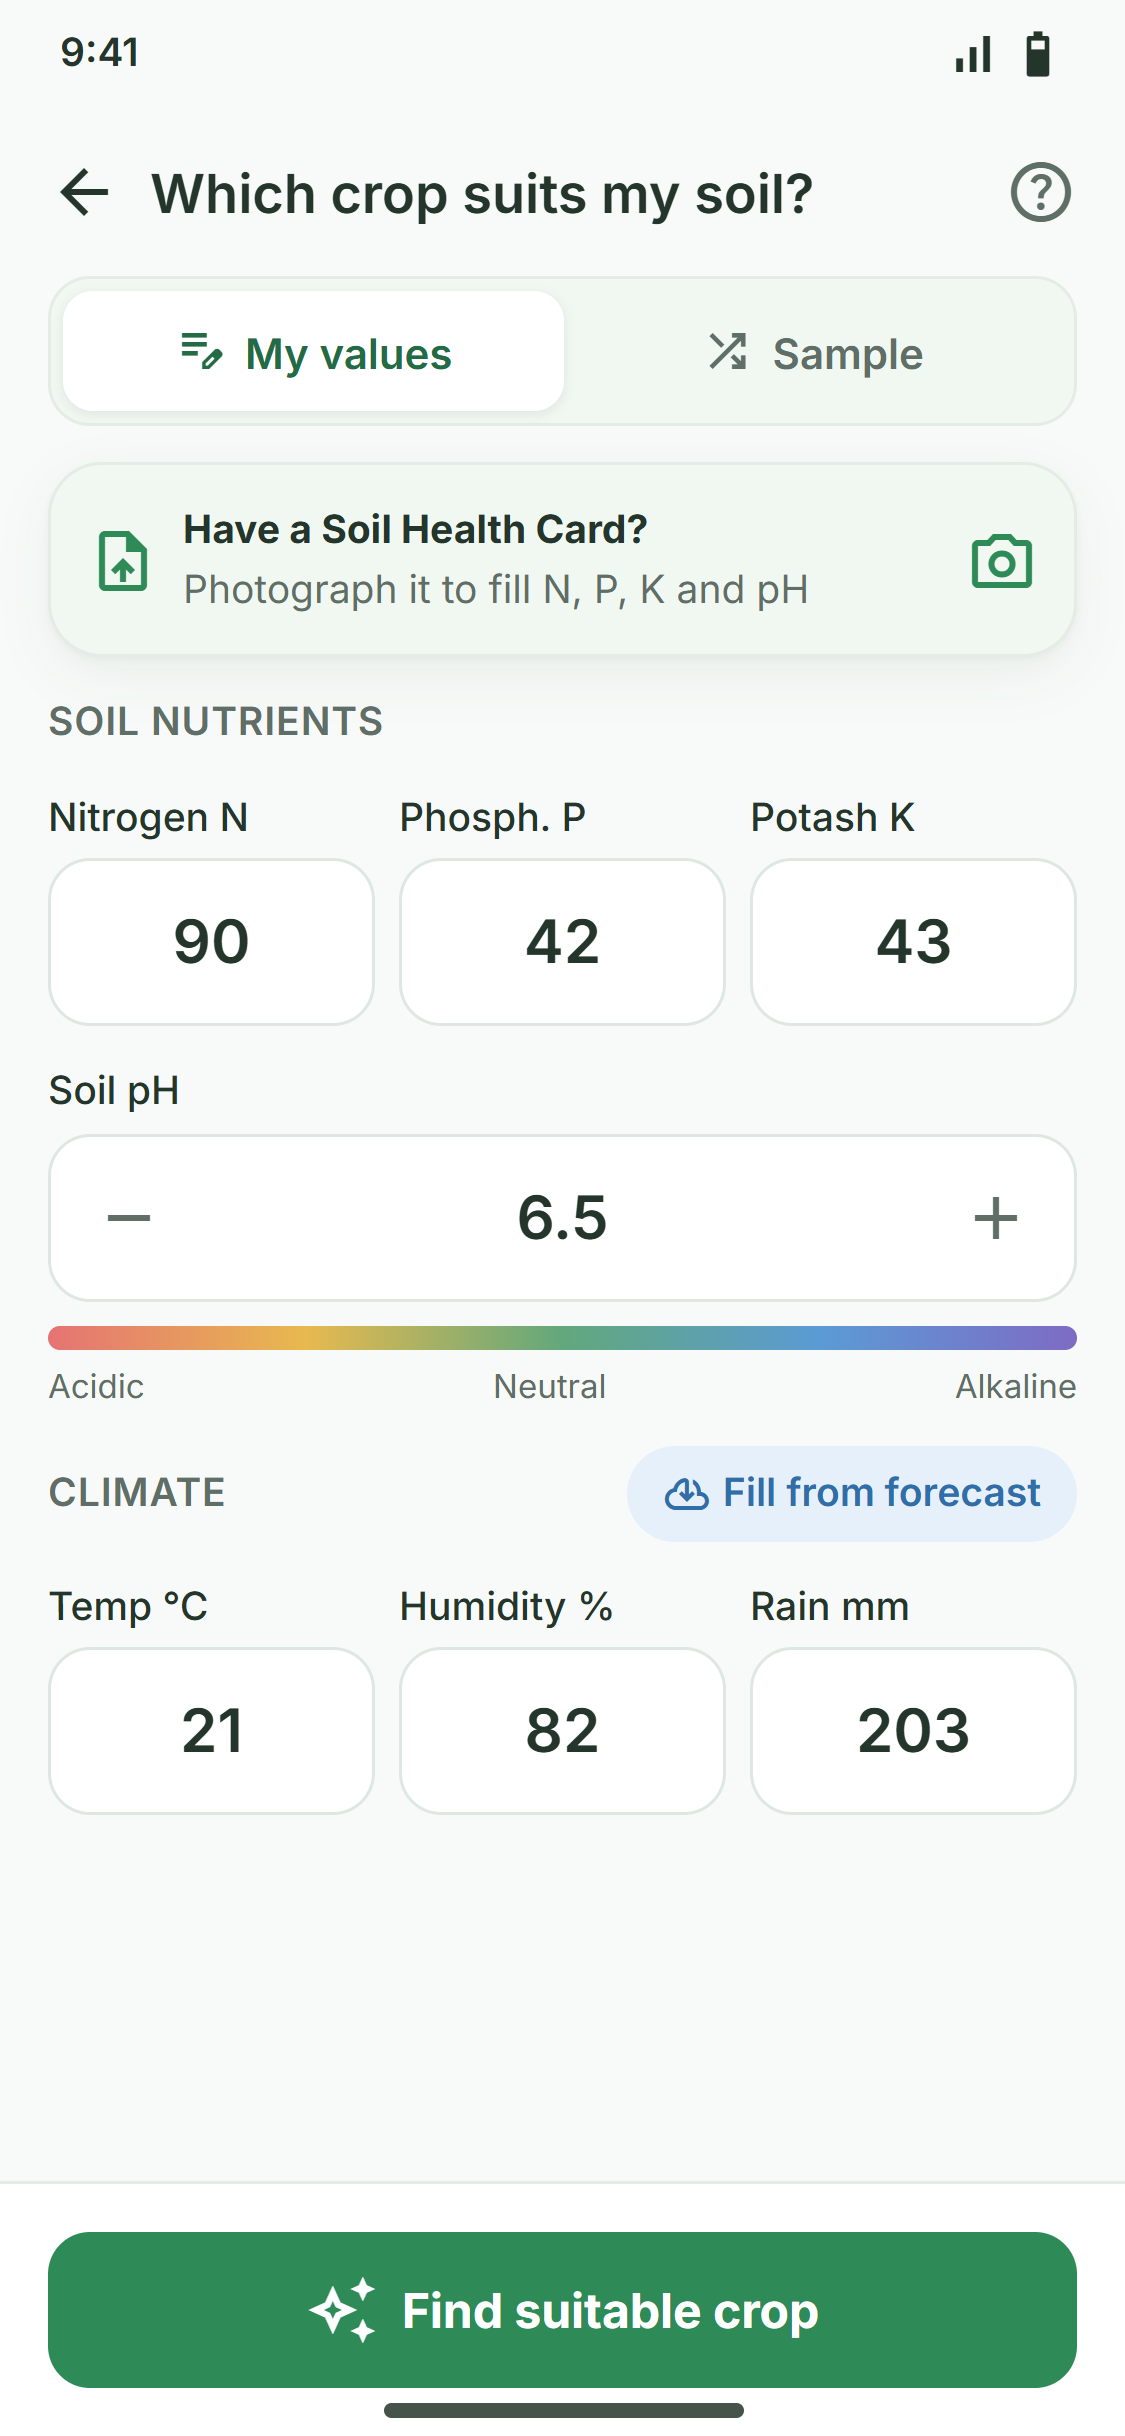 9:41
Which crop suits my soil?
My values
Sample
Have a Soil Health Card?
Photograph it to fill N, P, K and pH
SOIL NUTRIENTS
Nitrogen N
Phosph. P
Potash K
90
42
43
Soil pH
6.5
Acidic
Neutral
Alkaline
CLIMATE
Fill from forecast
Temp °C
Humidity %
Rain mm
21
82
203
Find suitable crop